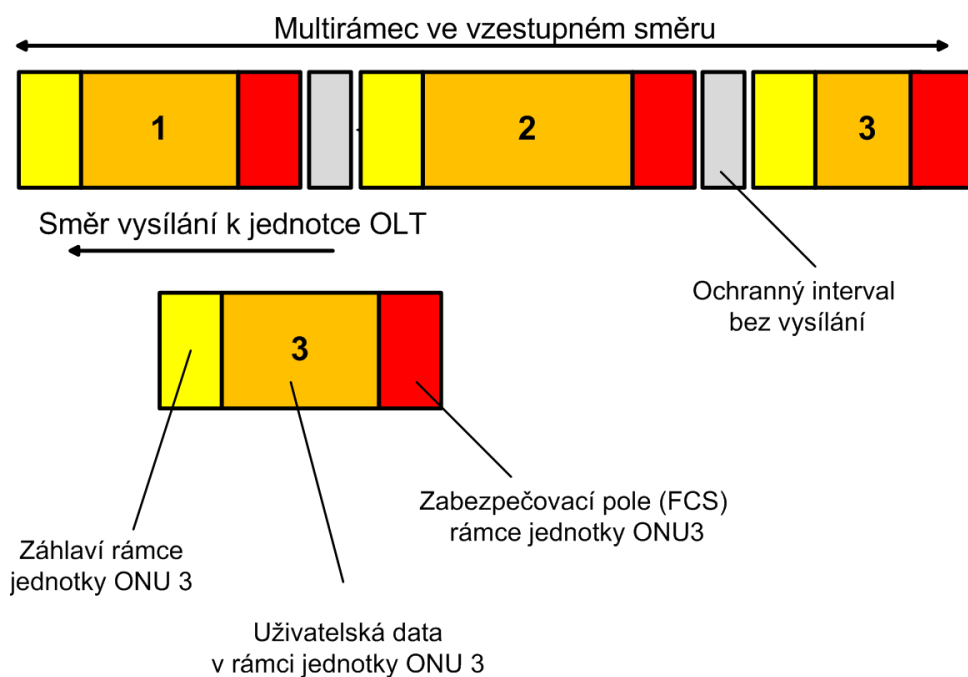 Multirámec ve vzestupném směru
1 2 3
Směr vysílání k jednotce OLT
Ochranný interval
bez vysílání
3
Zabezpečovací pole (FCS)
rámce jednotky ONU3
Záhlaví rámce
jednotky ONU 3
Uživatelská data
v rámci jednotky ONU 3